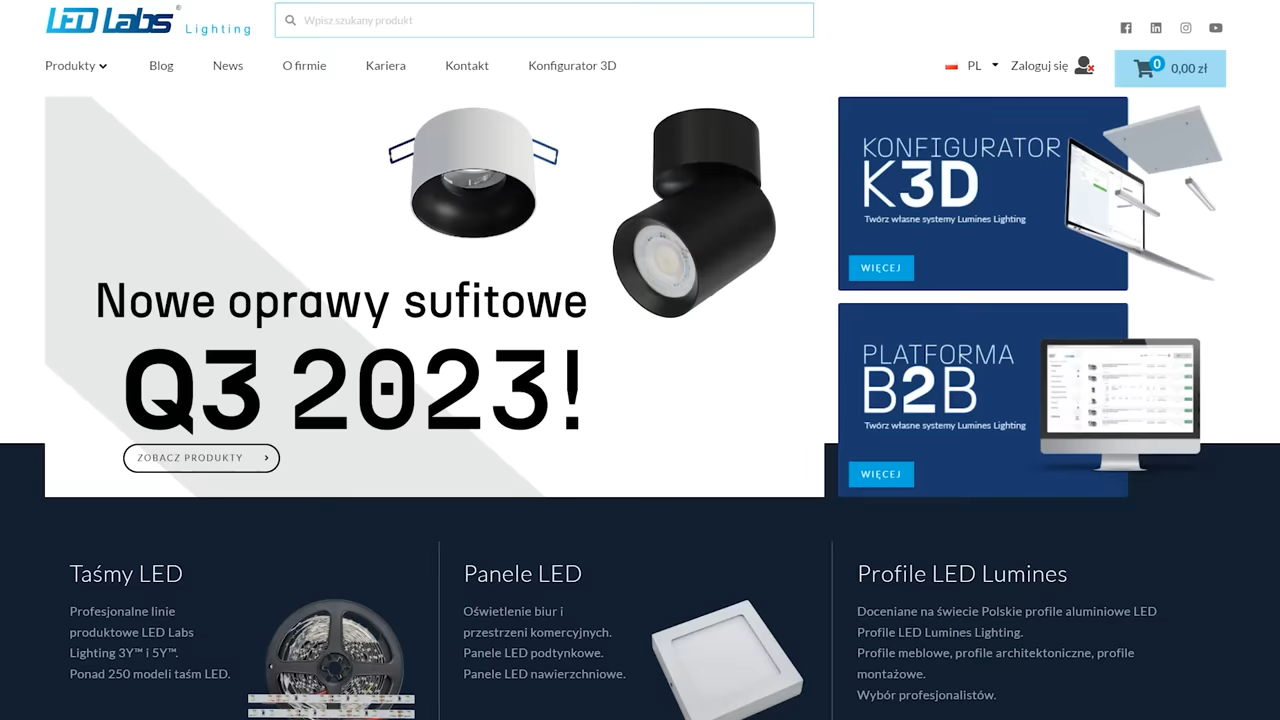 LED Labs® Lighting
Wpisz szukany produkt
Produkty
Blog
News
O firmie
Kariera
Kontakt
Konfigurator 3D
PL
Zaloguj się
0
0,00 zł
Nowe oprawy sufitowe
Q3 2023!
ZOBACZ PRODUKTY
KONFIGURATOR
K3D
Twórz własne systemy Lumines Lighting
WIĘCEJ
PLATFORMA
B2B
Twórz własne systemy Lumines Lighting
WIĘCEJ
Taśmy LED
Profesjonalne linie
produktowe LED Labs
Lighting 3Y™ i 5Y™.
Ponad 250 modeli taśm LED.
Panele LED
Oświetlenie biur i
przestrzeni komercyjnych.
Panele LED podtynkowe.
Panele LED nawierzchniowe.
Profile LED Lumines
Doceniane na świecie Polskie profile aluminiowe LED
Profile LED Lumines Lighting.
Profile meblowe, profile architektoniczne, profile
montażowe.
Wybór profesjonalistów.